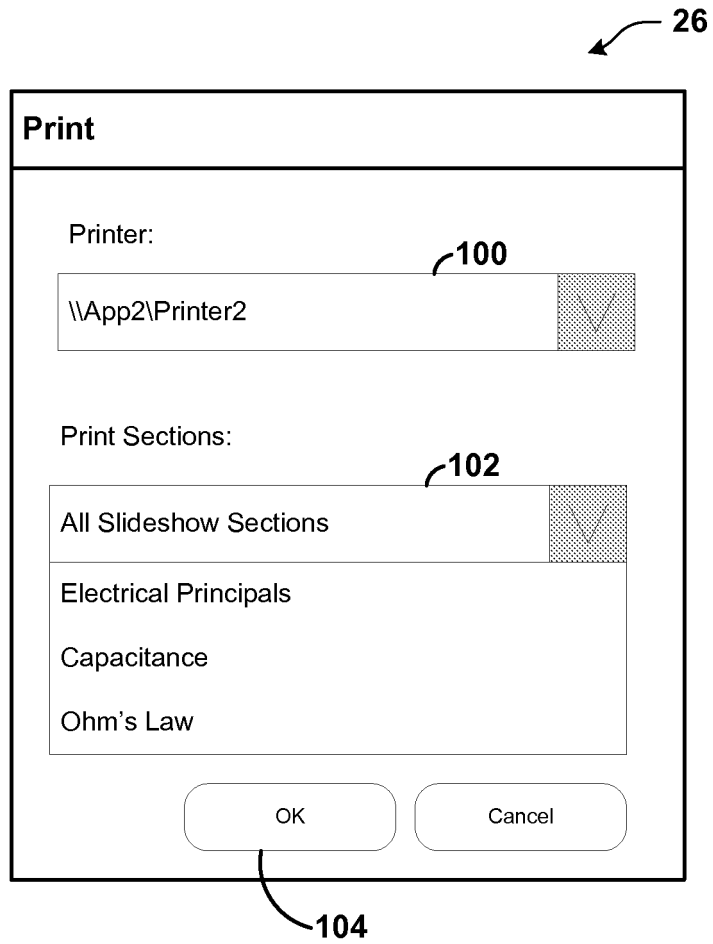 26
Print
Printer:
100
\\App2\Printer2
Print Sections:
102
All Slideshow Sections
Electrical Principals
Capacitance
Ohm's Law
OK
Cancel
104